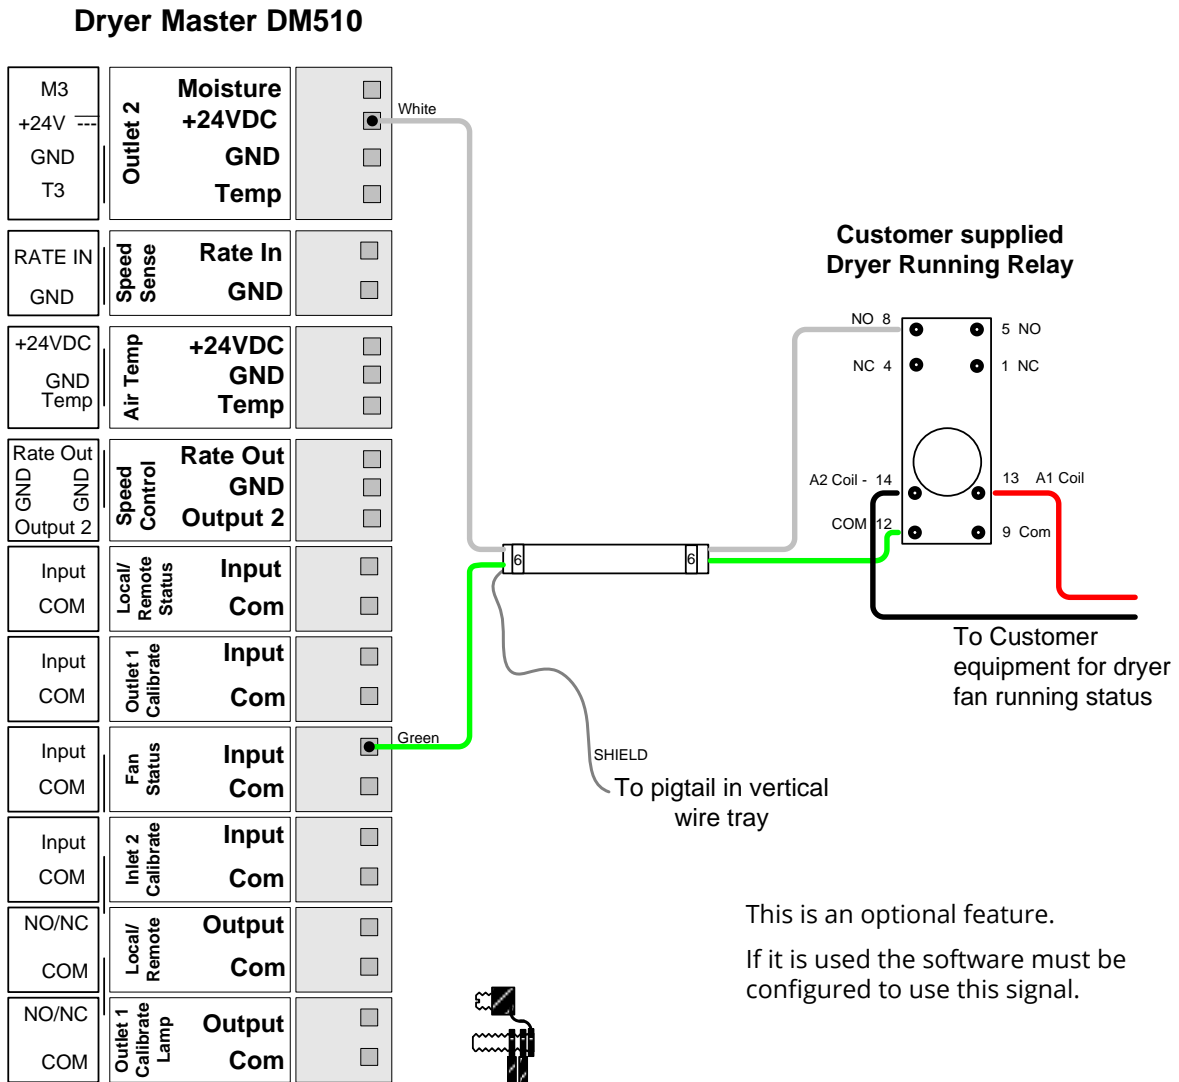 Dryer Master DM510
M3
+24V
GND
T3
Outlet 2
Moisture
+24VDC
GND
Temp
White
RATE IN
GND
Speed
Sense
Rate In
GND
+24VDC
GND
Temp
Air Temp
+24VDC
GND
Temp
Rate Out
GND
GND
Output 2
Speed
Control
Rate Out
GND
Output 2
Input
COM
Local/
Remote
Status
Input
Com
Input
COM
Outlet 1
Calibrate
Input
Com
Input
COM
Fan
Status
Input
Com
Green
Input
COM
Inlet 2
Calibrate
Input
Com
NO/NC
COM
Local/
Remote
Output
Com
NO/NC
COM
Outlet 1
Calibrate
Lamp
Output
Com
6
6
SHIELD
To pigtail in vertical
wire tray
Customer supplied
Dryer Running Relay
NO 8
5 NO
NC 4
1 NC
A2 Coil - 14
13 A1 Coil
COM 12
9 Com
To Customer
equipment for dryer
fan running status
This is an optional feature.
If it is used the software must be
configured to use this signal.